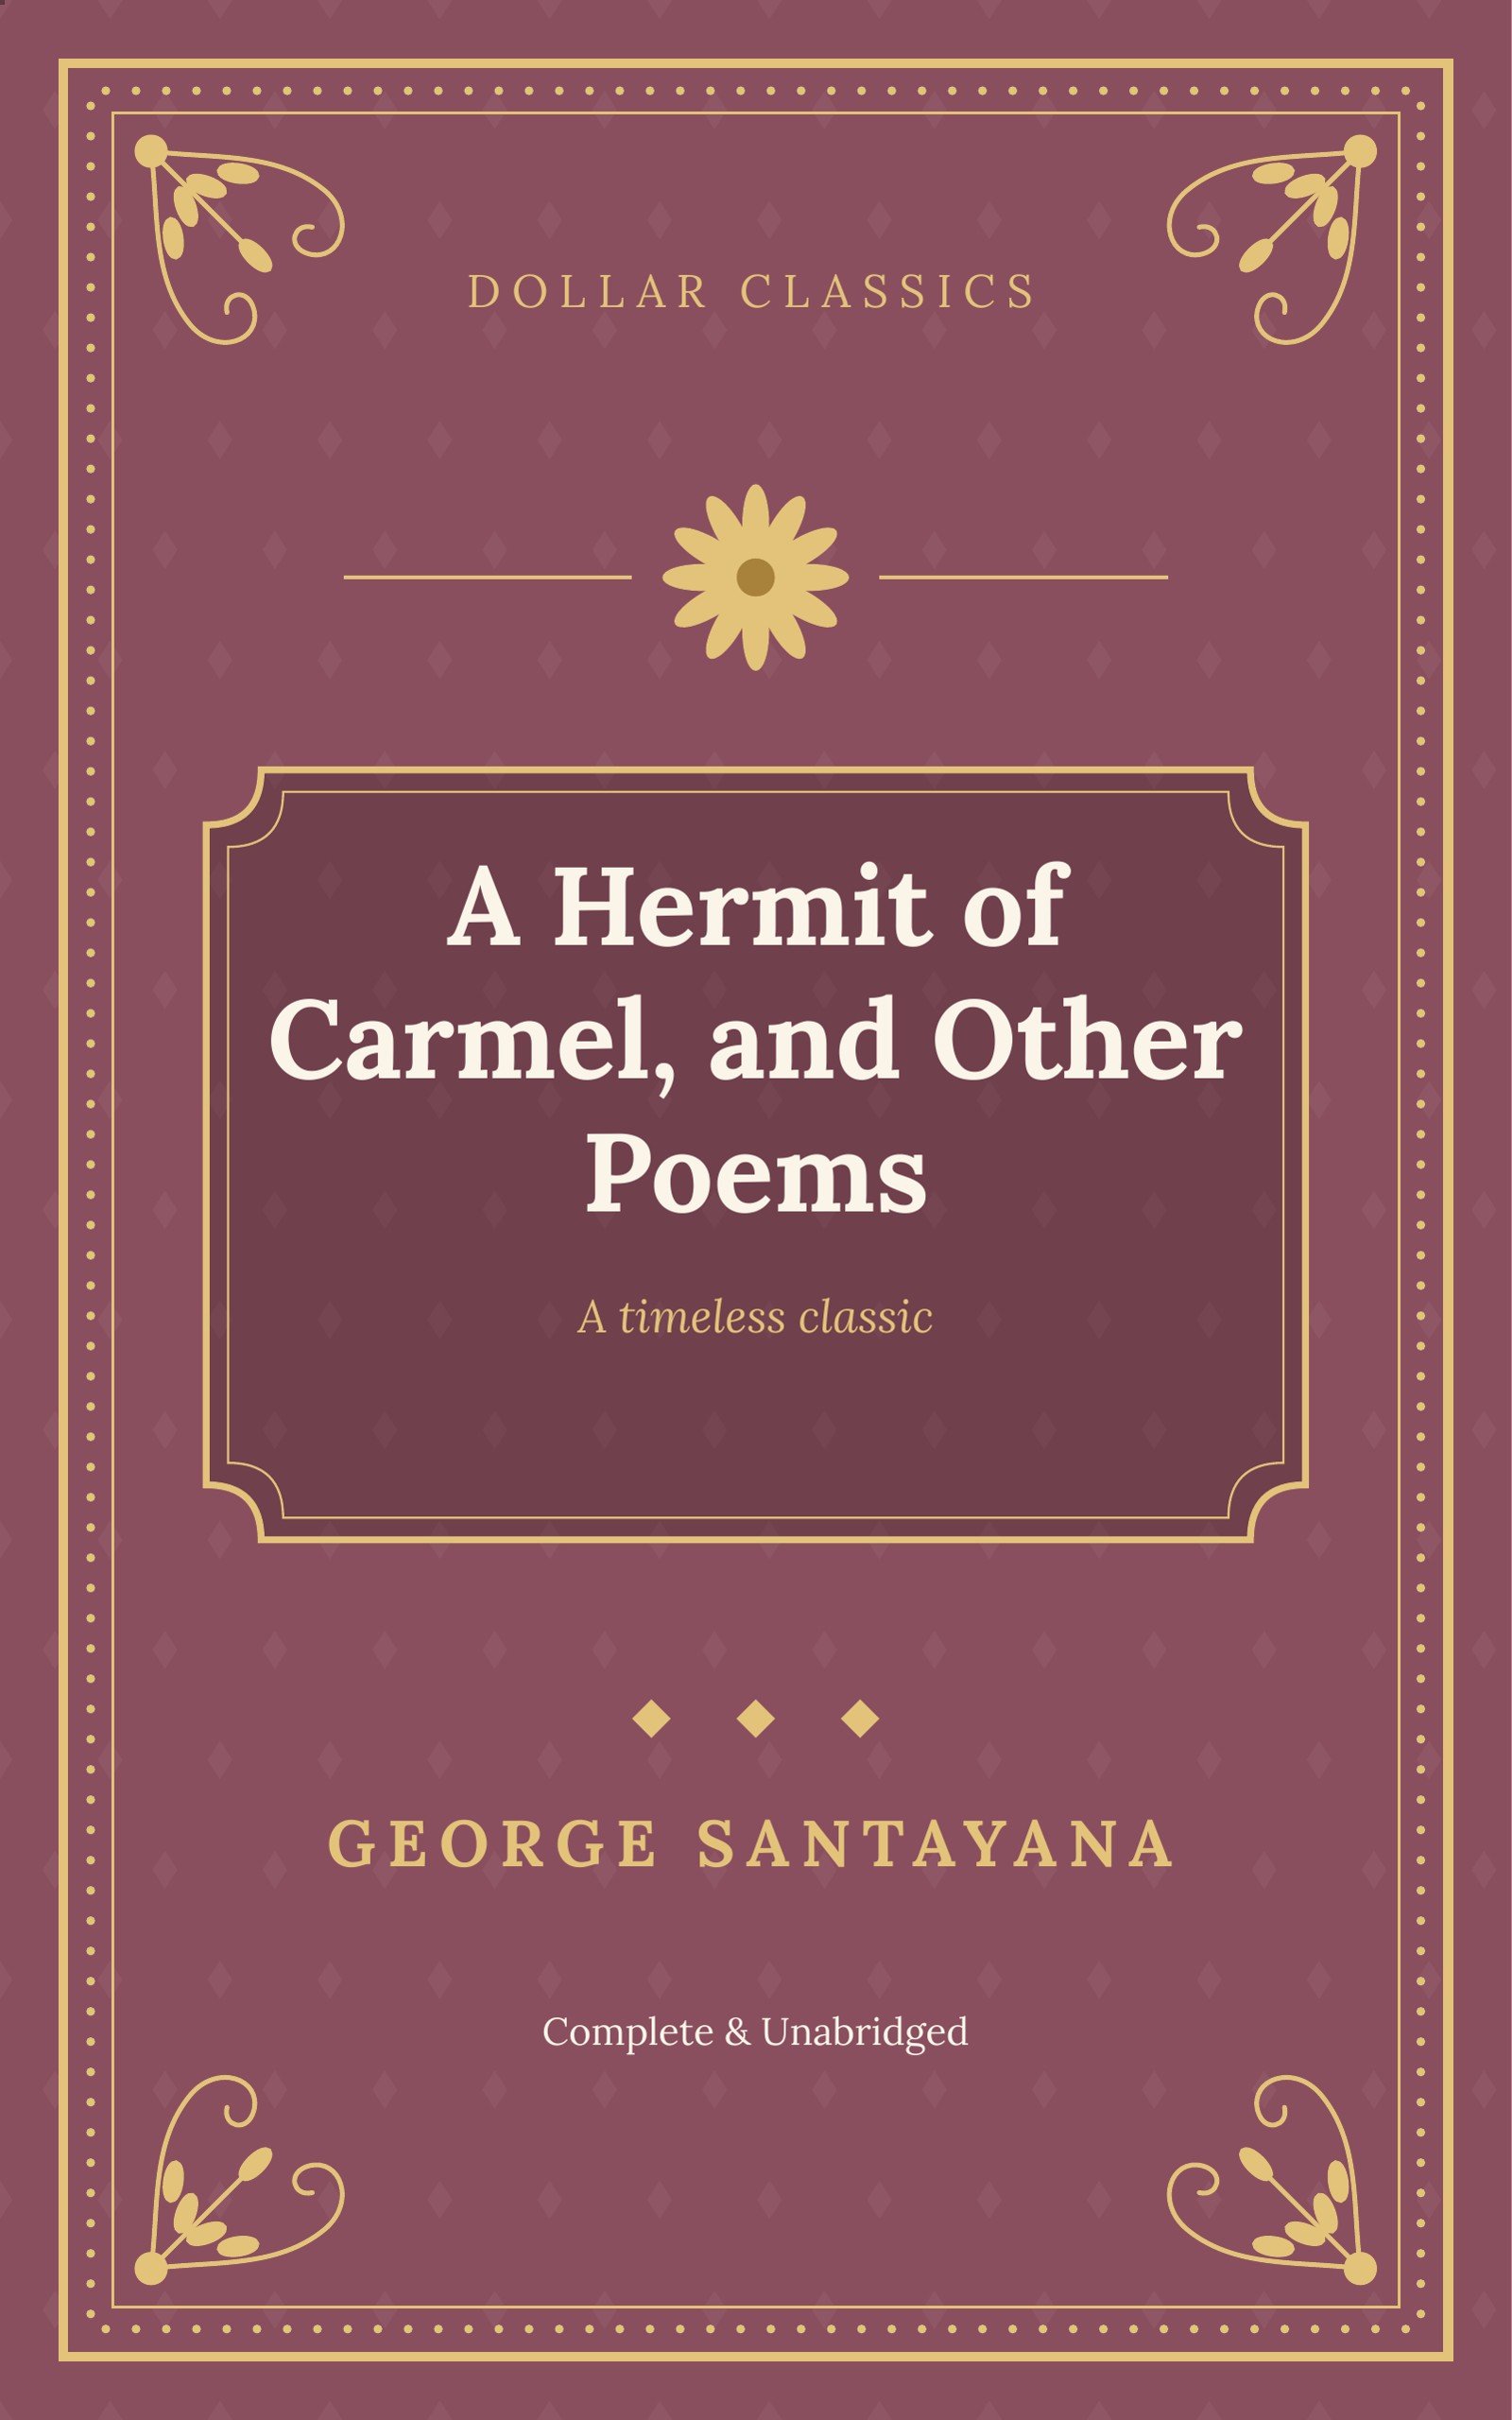 DOLLAR CLASSICS
A Hermit of
Carmel, and Other
Poems
A timeless classic
GEORGE SANTAYANA
Complete & Unabridged